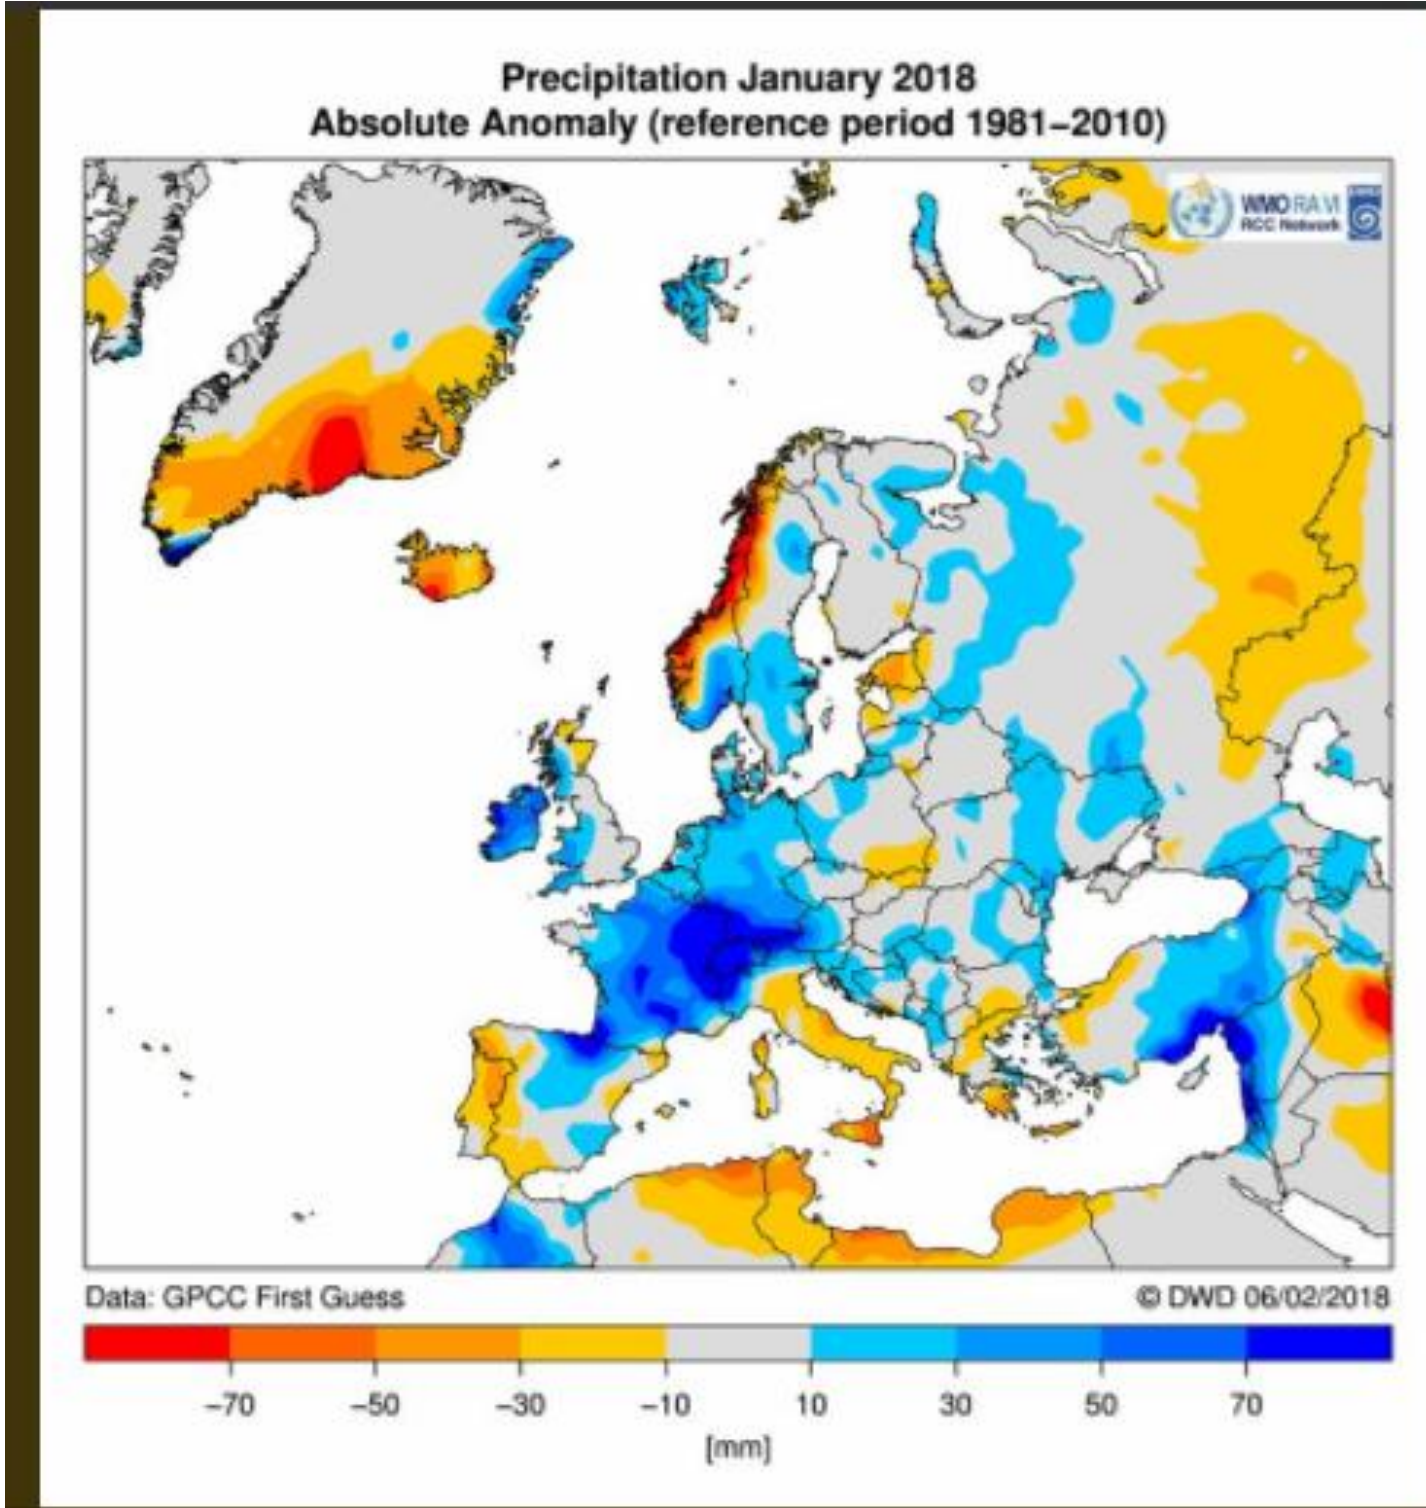 Precipitation January 2018
Absolute Anomaly (reference period 1981−2010)
WMO RA VI
RCC Network
Data: GPCC First Guess
© DWD 06/02/2018
−70 −50 −30 −10 10 30 50 70
[mm]